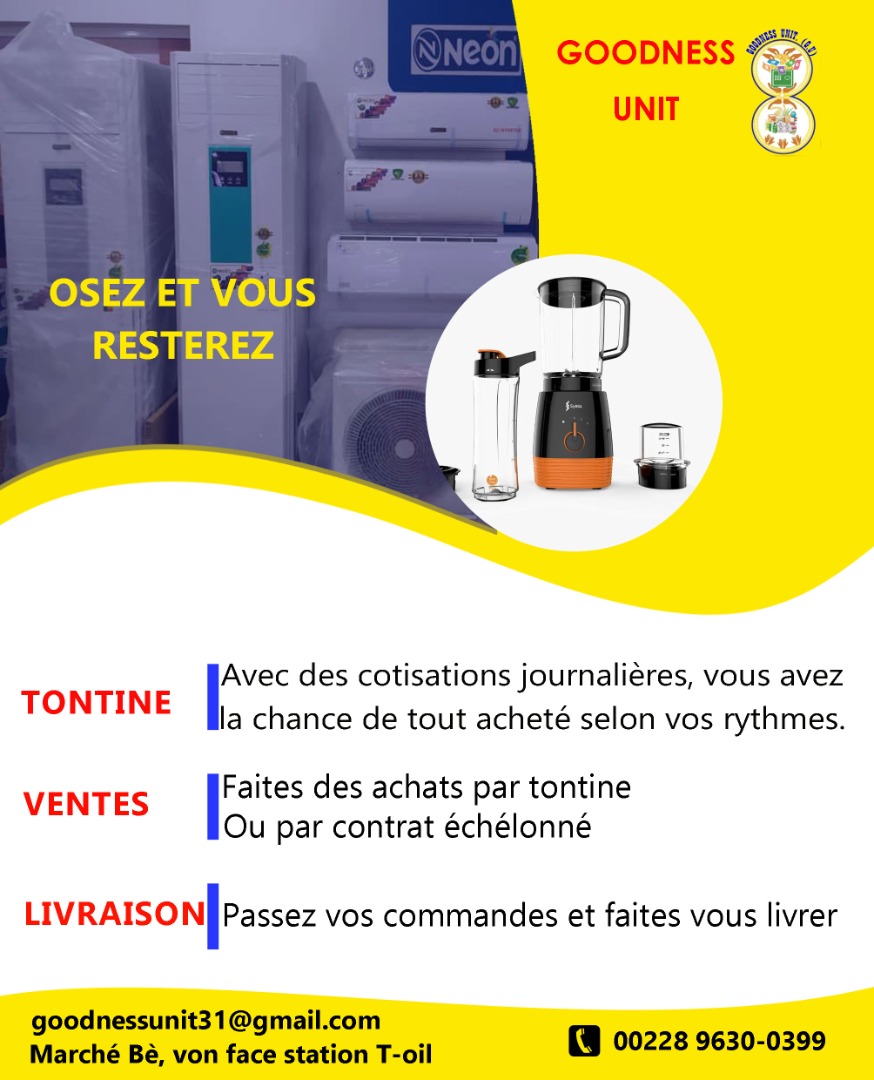 Neon
GOODNESS
UNIT
GOODNESS UNIT (G.U)
OSEZ ET VOUS
RESTEREZ
TONTINE
Avec des cotisations journalières, vous avez
la chance de tout acheté selon vos rythmes.
VENTES
Faites des achats par tontine
Ou par contrat échélonné
LIVRAISON
Passez vos commandes et faites vous livrer
goodnessunit31@gmail.com
Marché Bè, von face station T-oil
00228 9630-0399